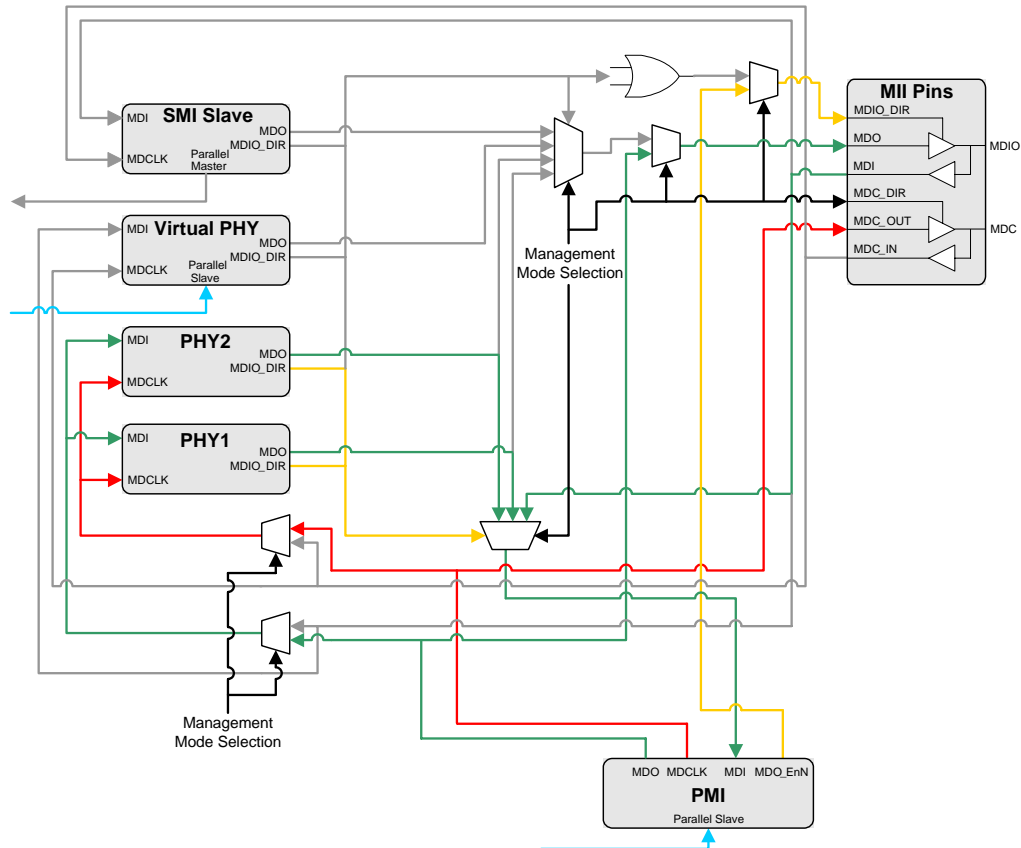 SMI Slave
MDI
MDO
MDIO_DIR
MDCLK
Parallel
Master
Virtual PHY
MDI
MDO
MDIO_DIR
MDCLK
Parallel
Slave
PHY2
MDI
MDO
MDIO_DIR
MDCLK
PHY1
MDI
MDO
MDIO_DIR
MDCLK
Management
Mode Selection
MII Pins
MDIO_DIR
MDO
MDIO
MDI
MDC_DIR
MDC_OUT
MDC
MDC_IN
Management
Mode Selection
MDO MDCLK MDI MDO_EnN
PMI
Parallel Slave